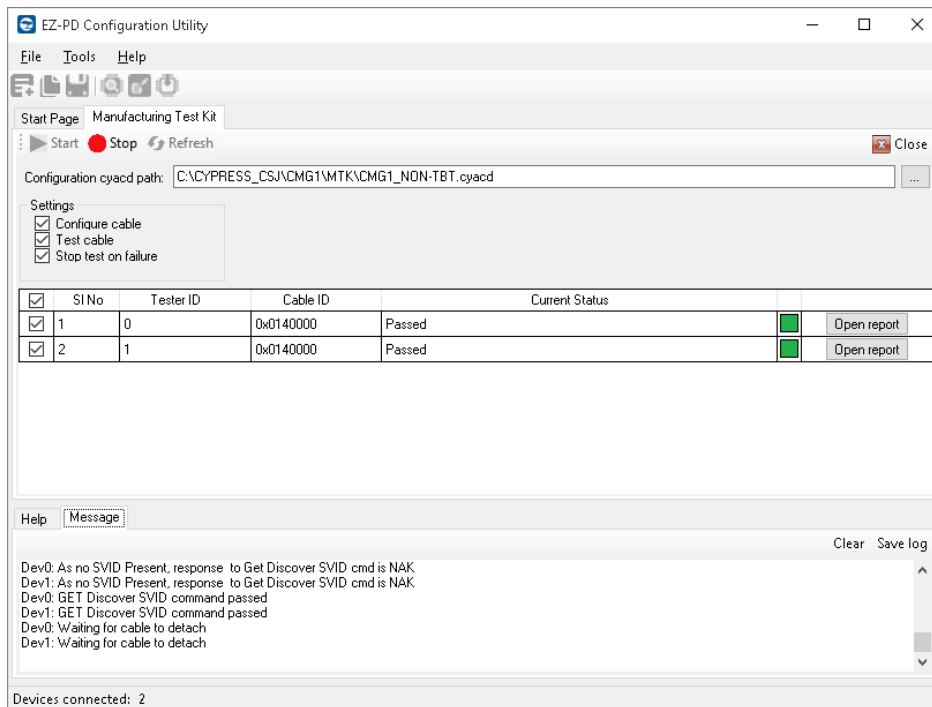 EZ-PD Configuration Utility
File Tools Help
Start Page Manufacturing Test Kit
Start Stop Refresh Close
Configuration cyacd path: C:\CYPRESS_CSJ\CMG1\MTK\CMG1_NON-TBT.cyacd ...
Settings
Configure cable
Test cable
Stop test on failure
Sl No Tester ID Cable ID Current Status
1 0 0x0140000 Passed Open report
2 1 0x0140000 Passed Open report
Help Message
Clear Save log
Dev0: As no SVID Present, response to Get Discover SVID cmd is NAK
Dev1: As no SVID Present, response to Get Discover SVID cmd is NAK
Dev0: GET Discover SVID command passed
Dev1: GET Discover SVID command passed
Dev0: Waiting for cable to detach
Dev1: Waiting for cable to detach
Devices connected: 2